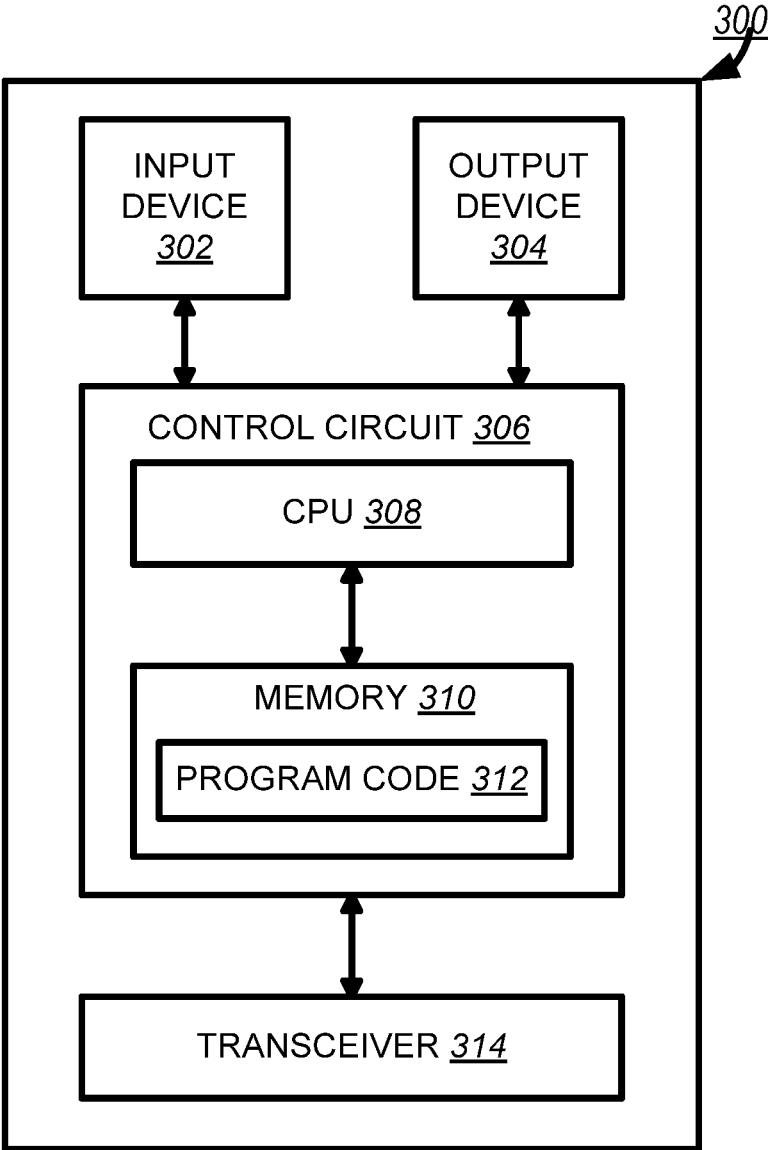 300
INPUT
DEVICE
302
OUTPUT
DEVICE
304
CONTROL CIRCUIT 306
CPU 308
MEMORY 310
PROGRAM CODE 312
TRANSCEIVER 314